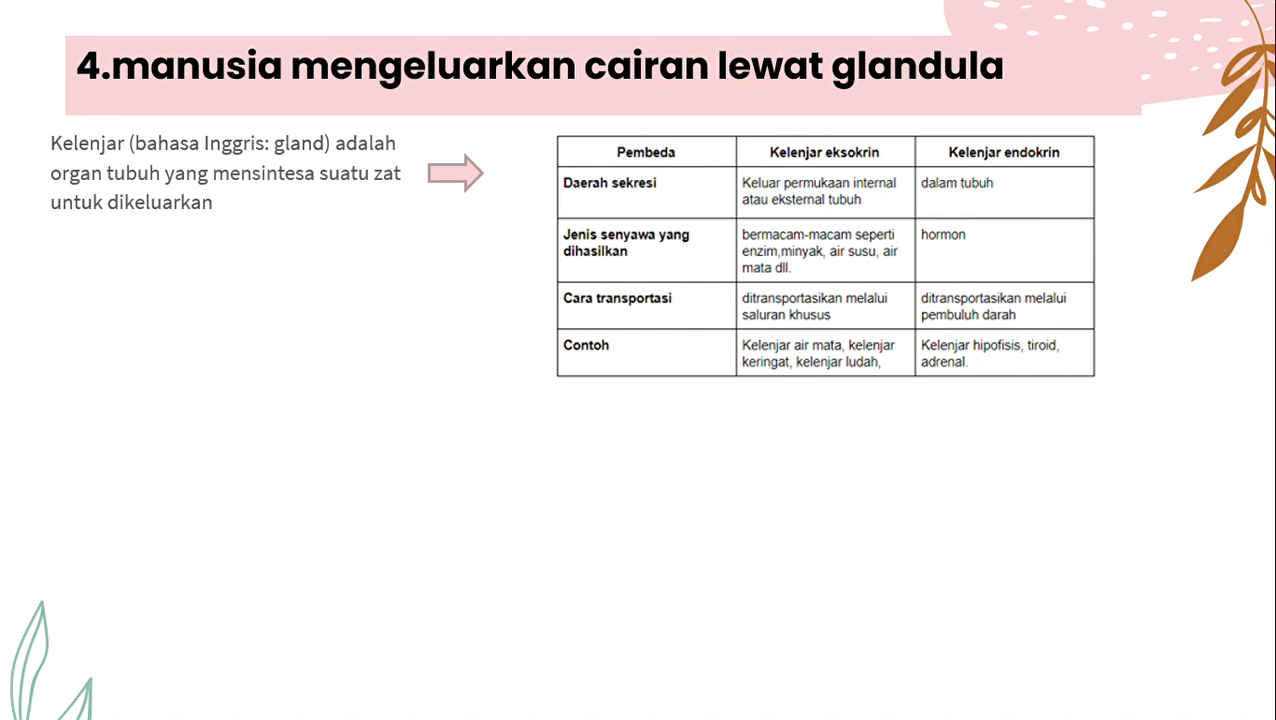 4.manusia mengeluarkan cairan lewat glandula
Kelenjar (bahasa Inggris: gland) adalah
organ tubuh yang mensintesa suatu zat
untuk dikeluarkan
Pembeda
Kelenjar eksokrin
Kelenjar endokrin
Daerah sekresi
Keluar permukaan internal
atau eksternal tubuh
dalam tubuh
Jenis senyawa yang
dihasilkan
bermacam-macam seperti
enzim,minyak, air susu, air
mata dll.
hormon
Cara transportasi
ditransportasikan melalui
saluran khusus
ditransportasikan melalui
pembuluh darah
Contoh
Kelenjar air mata, kelenjar
keringat, kelenjar ludah,
Kelenjar hipofisis, tiroid,
adrenal.